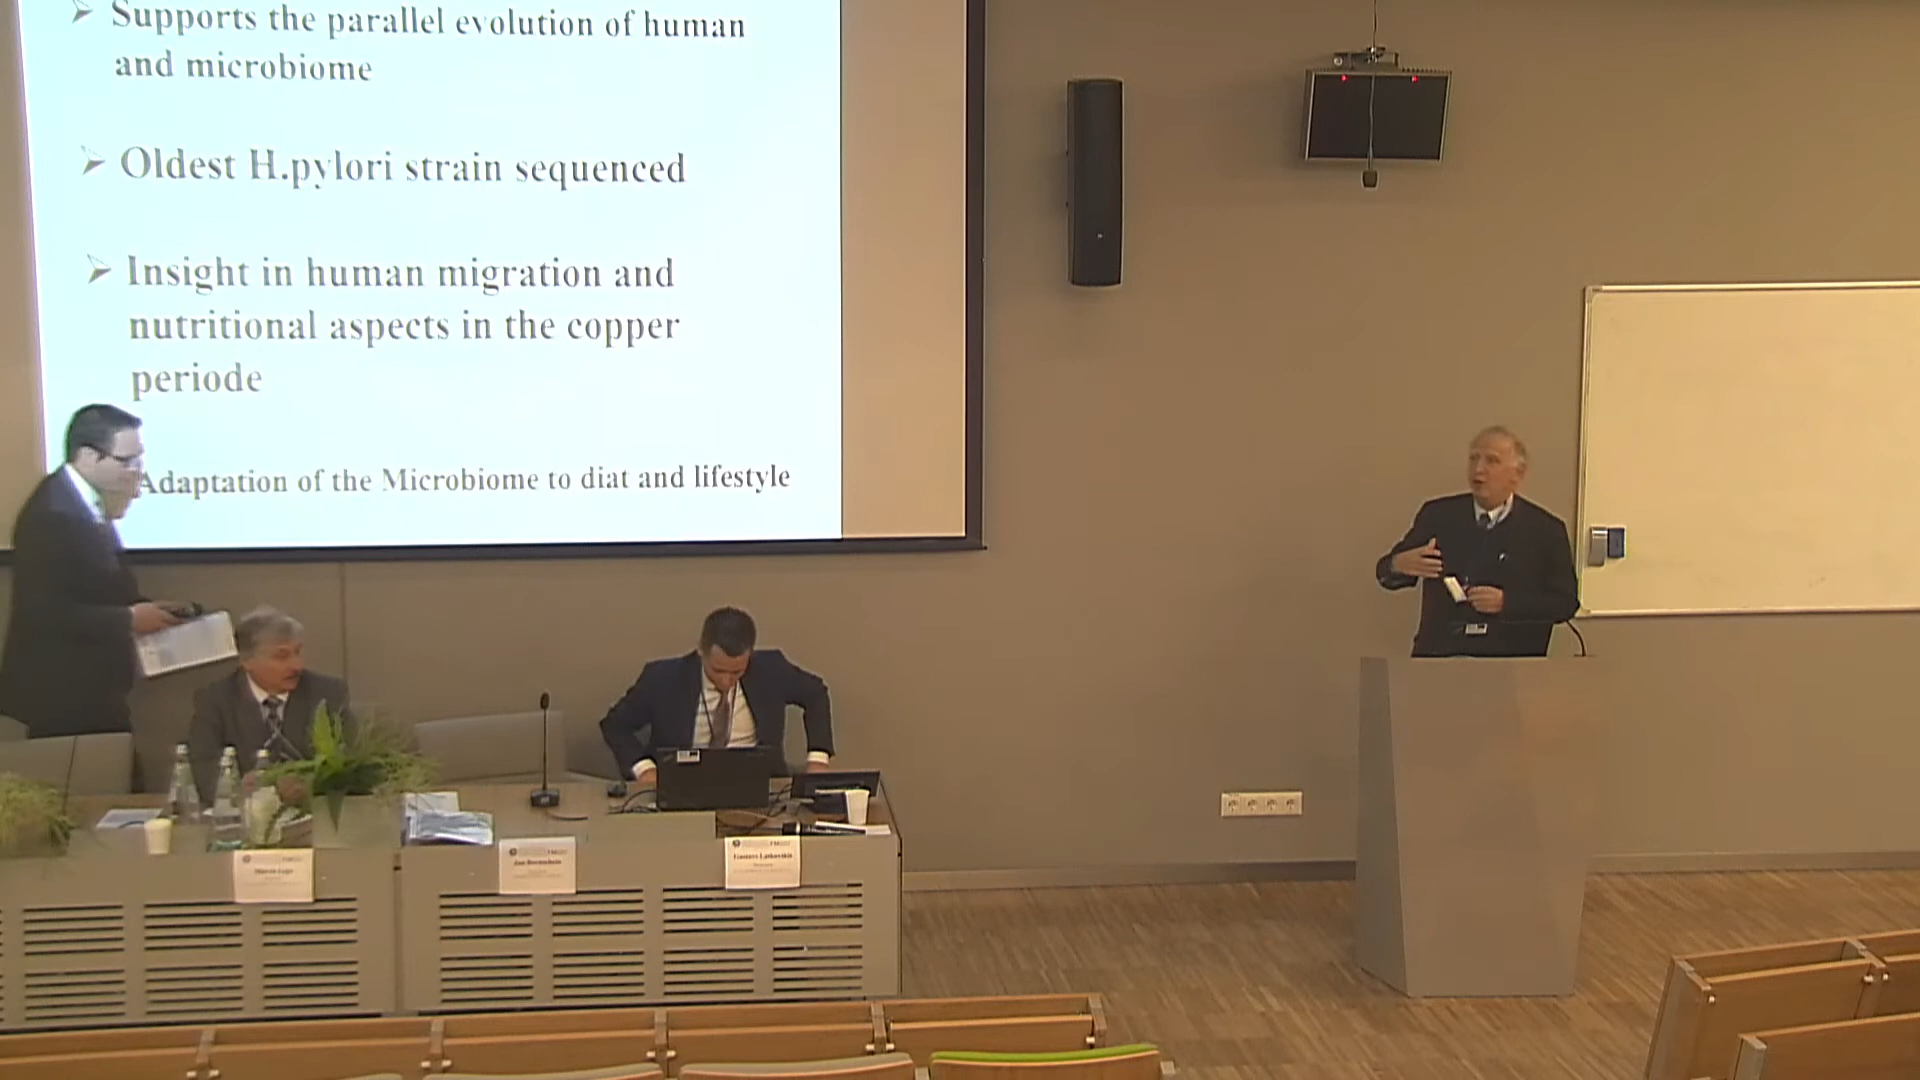 ➢ Supports the parallel evolution of human
and microbiome
➢ Oldest H.pylori strain sequenced
➢ Insight in human migration and
nutritional aspects in the copper
periode
Adaptation of the Microbiome to diat and lifestyle